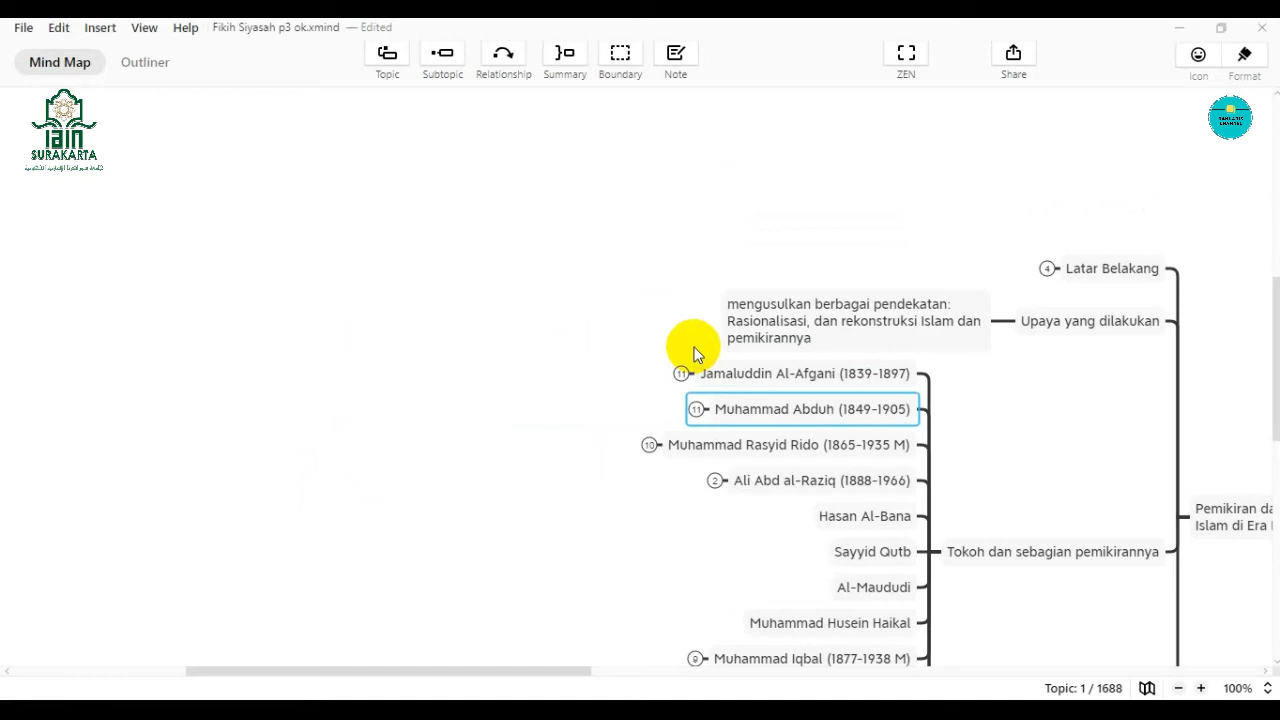 File Edit Insert View Help Fikih Siyasah p3 ok.xmind — Edited
Mind Map Outliner
Topic Subtopic Relationship Summary Boundary Note ZEN Share Icon Format
iain
SURAKARTA
CHANNEL
4 Latar Belakang
mengusulkan berbagai pendekatan:
Rasionalisasi, dan rekonstruksi Islam dan
pemikirannya
Upaya yang dilakukan
11 Jamaluddin Al-Afgani (1839-1897)
11 Muhammad Abduh (1849-1905)
10 Muhammad Rasyid Rido (1865-1935 M)
2 Ali Abd al-Raziq (1888-1966)
Hasan Al-Bana
Pemikiran da
Islam di Era
Sayyid Qutb
Tokoh dan sebagian pemikirannya
Al-Maududi
Muhammad Husein Haikal
9 Muhammad Iqbal (1877-1938 M)
Topic: 1 / 1688 100%